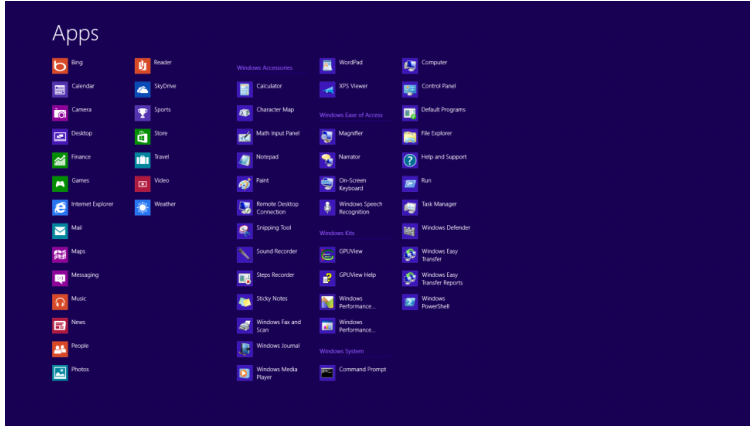 Apps
Bing
Calendar
Camera
Desktop
Finance
Games
Internet Explorer
Mail
Maps
Messaging
Music
News
People
Photos
Reader
SkyDrive
Sports
Store
Travel
Video
Weather
Windows Accessories
Calculator
Character Map
Math Input Panel
Notepad
Paint
Remote Desktop
Connection
Snipping Tool
Sound Recorder
Steps Recorder
Sticky Notes
Windows Fax and
Scan
Windows Journal
Windows Media
Player
WordPad
XPS Viewer
Windows Ease of Access
Magnifier
Narrator
On-Screen
Keyboard
Windows Speech
Recognition
Windows Kits
GPUView
GPUView Help
Windows
Performance...
Windows
Performance...
Windows System
Command Prompt
Computer
Control Panel
Default Programs
File Explorer
Help and Support
Run
Task Manager
Windows Defender
Windows Easy
Transfer
Windows Easy
Transfer Reports
Windows
PowerShell